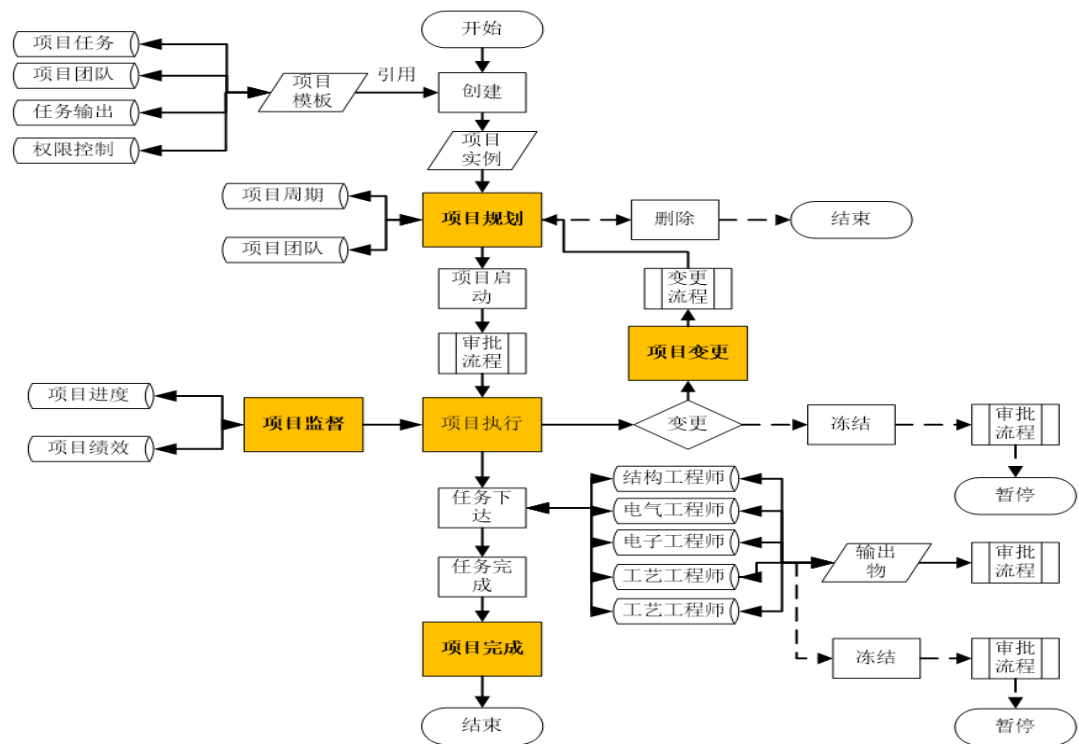 开始
项目任务
项目团队
任务输出
权限控制
项目
模板
引用
创建
项目
实例
项目周期
项目团队
项目规划
删除
结束
项目启
动
变更
流程
审批
流程
项目变更
项目进度
项目绩效
项目监督
项目执行
变更
冻结
审批
流程
暂停
任务下
达
结构工程师
电气工程师
电子工程师
工艺工程师
工艺工程师
输出
物
审批
流程
任务完
成
项目完成
冻结
审批
流程
暂停
结束